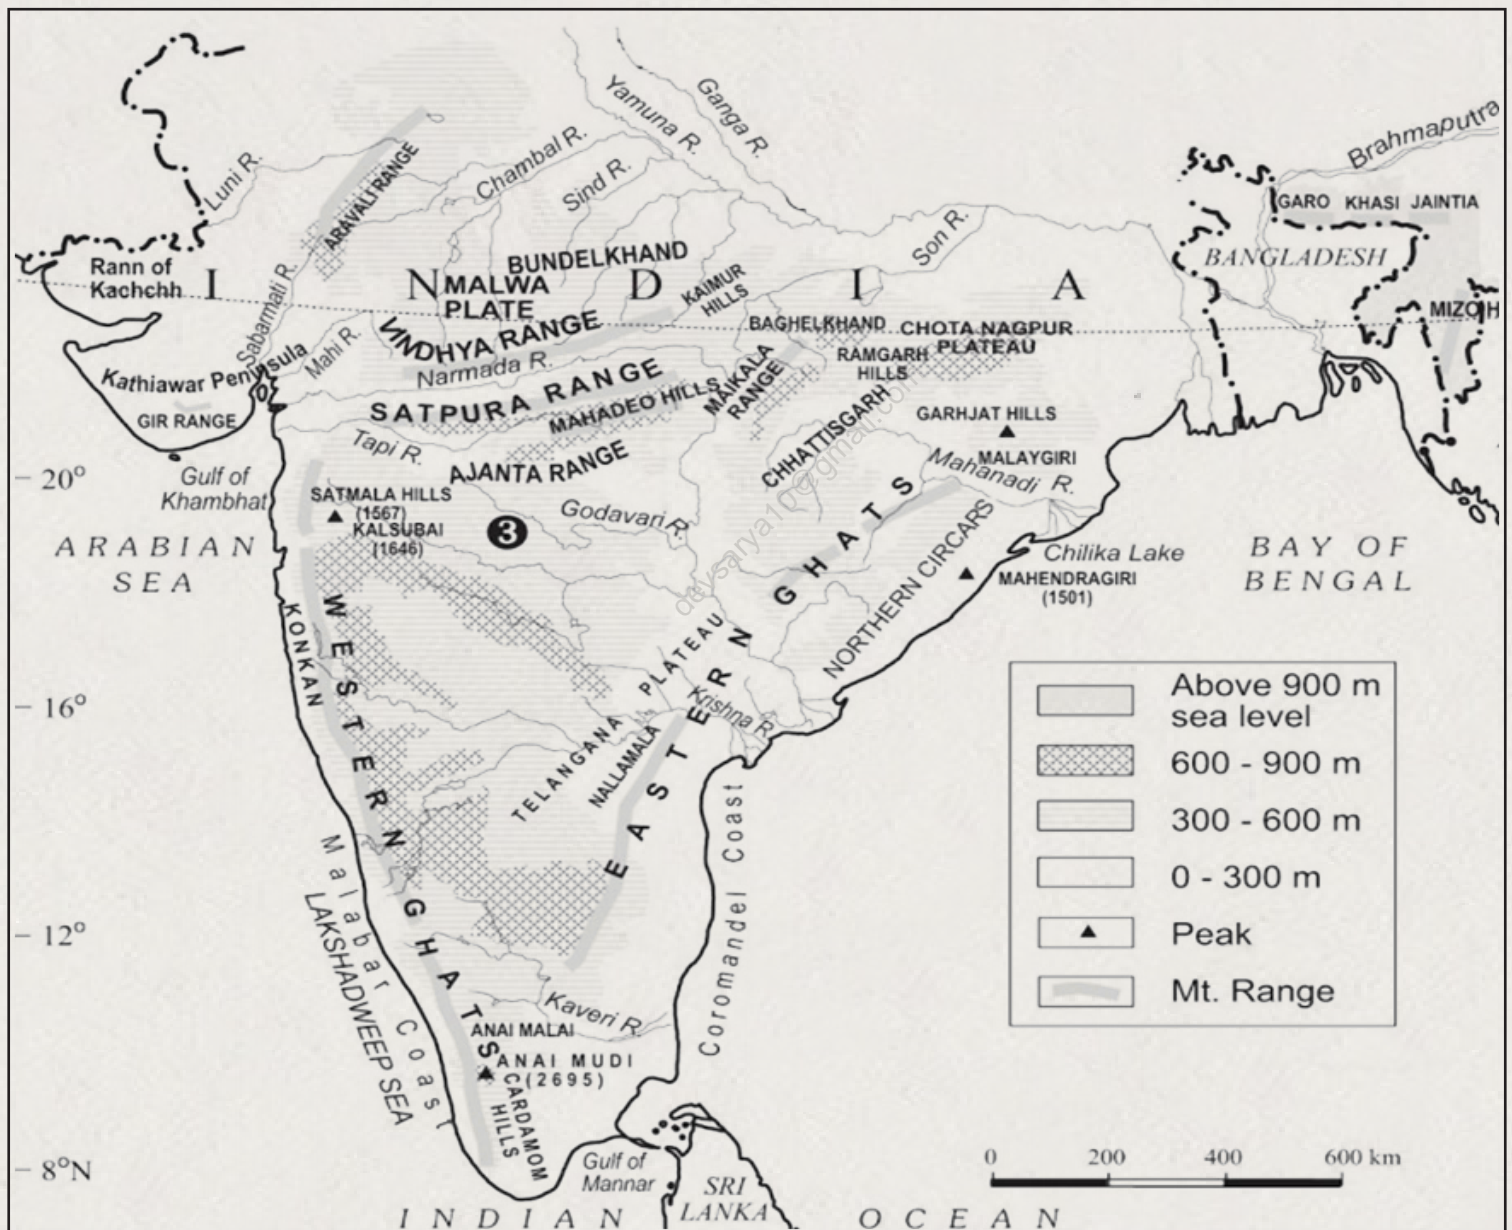 Yamuna R.
Ganga R.
Brahmaputra
Luni R.
ARAVALTI RANGE
Chambal R.
Sind R.
GARO KHASI JAINTIA
Son R.
BANGLADESH
Rann of
Kachchh
I N D I A
BUNDELKHAND
MALWA
PLATE
KAIMUR
HILLS
Sabarmati R.
MIZO H
Mahi R.
VINDHYA RANGE
BAGHELKHAND
CHOTA NAGPUR
PLATEAU
RAMGARH
HILLS
Kathiawar Peninsula
Narmada R.
MAIKALA
RANGE
GIR RANGE
SATPURA RANGE
MAHADEO HILLS
CHHATTISGARH
GARHJAT HILLS
MALAYGIRI
Tapi R.
AJANTA RANGE
Mahanadi R.
20°
Gulf of
Khambhat
SATMALA HILLS
(1567)
KALSUBAI
(1646)
3
Godavari R.
ARABIAN
SEA
Chilika Lake
BAY OF
BENGAL
MAHENDRAGIRI
(1501)
NORTHERN CIRCARS
KONKAN
WESTERN GHATS
EASTERN GHATS
TELANGANA PLATEAU
16°
Krishna R.
NALLAMALA
Above 900 m
sea level
600 - 900 m
300 - 600 m
0 - 300 m
Peak
Mt. Range
Malabar Coast
LAKSHADWEEP SEA
Coromandel Coast
12°
Kaveri R.
ANAI MALAI
ANAI MUDI
(2695)
CARDAMOM
HILLS
8°N
Gulf of
Mannar
SRI
LANKA
0 200 400 600 km
INDIAN OCEAN